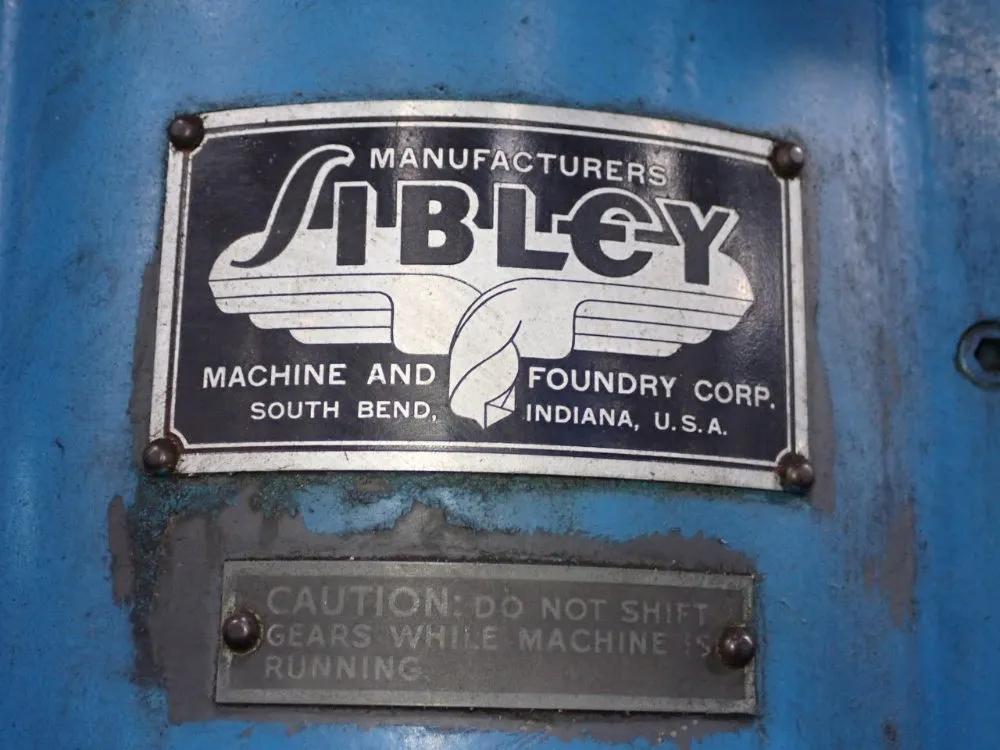 MANUFACTURERS
SIBLEY
MACHINE AND FOUNDRY CORP.
SOUTH BEND, INDIANA, U.S.A.
CAUTION: DO NOT SHIFT
GEARS WHILE MACHINE IS
RUNNING